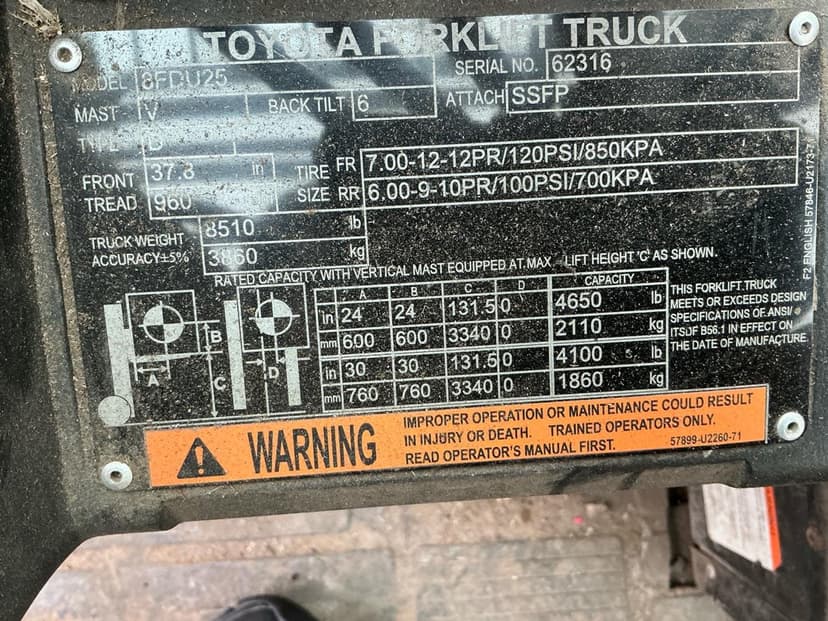 TOYOTA FORKLIFT TRUCK
MODEL 8FDU25 SERIAL NO. 62316
MAST V BACK TILT 6 ATTACH SSFP
TYPE D
FRONT TREAD 37.8 in 960
TIRE SIZE FR 7.00-12-12PR/120PSI/850KPA
RR 6.00-9-10PR/100PSI/700KPA
TRUCK WEIGHT 8510 lb
ACCURACY±5% 3860 kg
RATED CAPACITY WITH VERTICAL MAST EQUIPPED AT MAX. LIFT HEIGHT 'C' AS SHOWN.
A B C D CAPACITY
in 24 24 131.5 0 4650 lb
mm 600 600 3340 0 2110 kg
in 30 30 131.5 0 4100 lb
mm 760 760 3340 0 1860 kg
A B C D
THIS FORKLIFT TRUCK
MEETS OR EXCEEDS DESIGN
SPECIFICATIONS OF ANSI/
ITSDF B56.1 IN EFFECT ON
THE DATE OF MANUFACTURE
F2 ENGLISH 57846-U2173-71
WARNING
IMPROPER OPERATION OR MAINTENANCE COULD RESULT
IN INJURY OR DEATH. TRAINED OPERATORS ONLY.
READ OPERATOR'S MANUAL FIRST.
57899-U2260-71